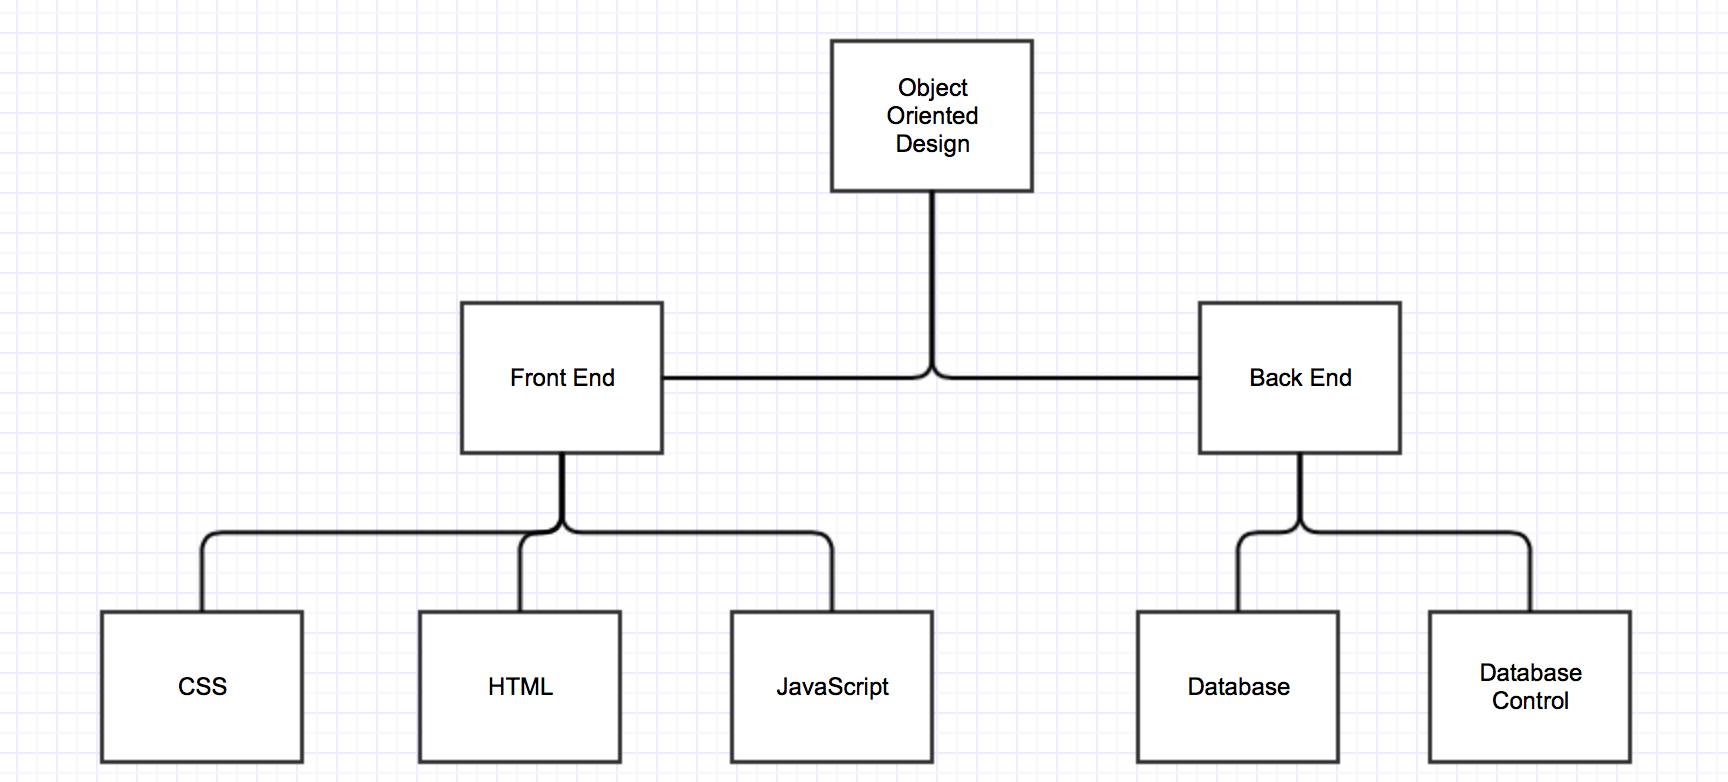 Object
Oriented
Design
Front End
Back End
CSS
HTML
JavaScript
Database
Database
Control